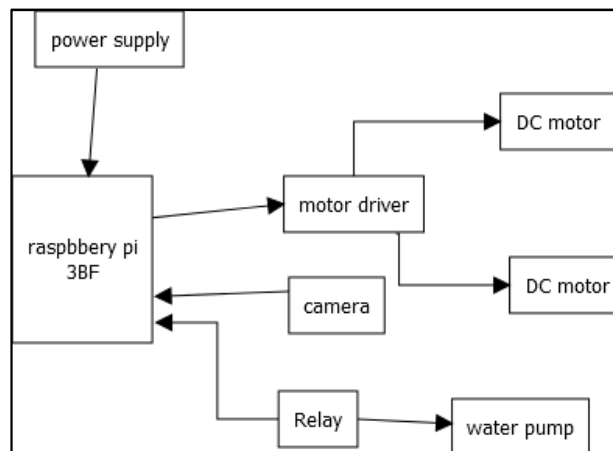 power supply
DC motor
motor driver
raspbbery pi
3BF
DC motor
camera
Relay
water pump